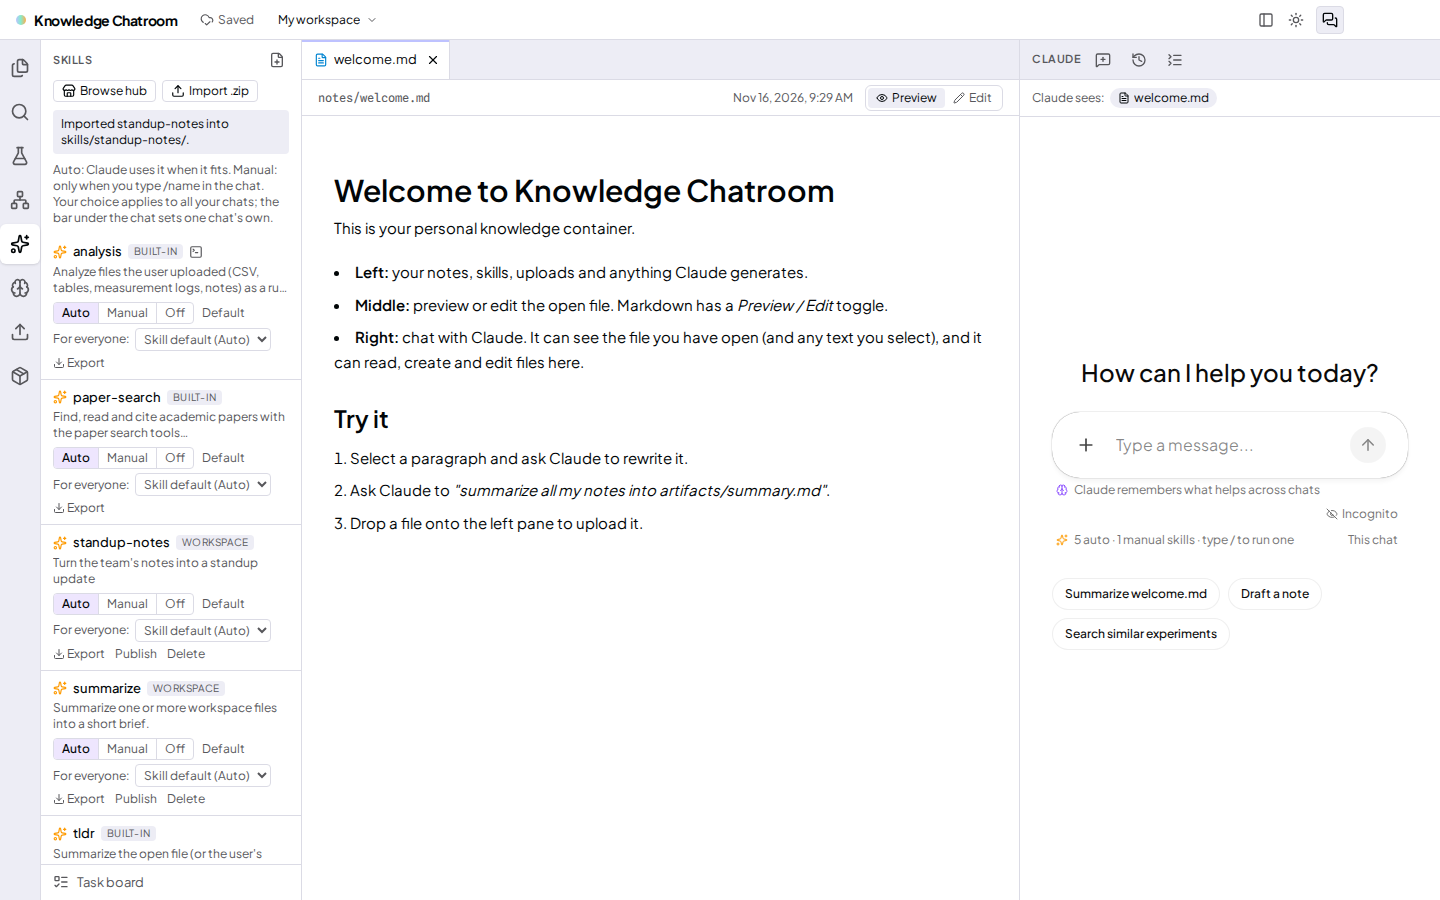 Knowledge Chatroom
Saved
My workspace
SKILLS
Browse hub
Import .zip
Imported standup-notes into
skills/standup-notes/.
Auto: Claude uses it when it fits. Manual:
only when you type /name in the chat.
Your choice applies to all your chats; the
bar under the chat sets one chat's own.
analysis BUILT-IN
Analyze files the user uploaded (CSV,
tables, measurement logs, notes) as a ru...
Auto Manual Off Default
For everyone: Skill default (Auto)
Export
paper-search BUILT-IN
Find, read and cite academic papers with
the paper search tools...
Auto Manual Off Default
For everyone: Skill default (Auto)
Export
standup-notes WORKSPACE
Turn the team's notes into a standup
update
Auto Manual Off Default
For everyone: Skill default (Auto)
Export Publish Delete
summarize WORKSPACE
Summarize one or more workspace files
into a short brief.
Auto Manual Off Default
For everyone: Skill default (Auto)
Export Publish Delete
tldr BUILT-IN
Summarize the open file (or the user's
Task board
welcome.md
notes/welcome.md
Nov 16, 2026, 9:29 AM
Preview
Edit
Welcome to Knowledge Chatroom
This is your personal knowledge container.
• Left: your notes, skills, uploads and anything Claude generates.
• Middle: preview or edit the open file. Markdown has a Preview / Edit toggle.
• Right: chat with Claude. It can see the file you have open (and any text you select), and it
can read, create and edit files here.
Try it
1. Select a paragraph and ask Claude to rewrite it.
2. Ask Claude to "summarize all my notes into artifacts/summary.md".
3. Drop a file onto the left pane to upload it.
CLAUDE
Claude sees: welcome.md
How can I help you today?
Type a message...
Claude remembers what helps across chats
Incognito
5 auto · 1 manual skills · type / to run one
This chat
Summarize welcome.md
Draft a note
Search similar experiments